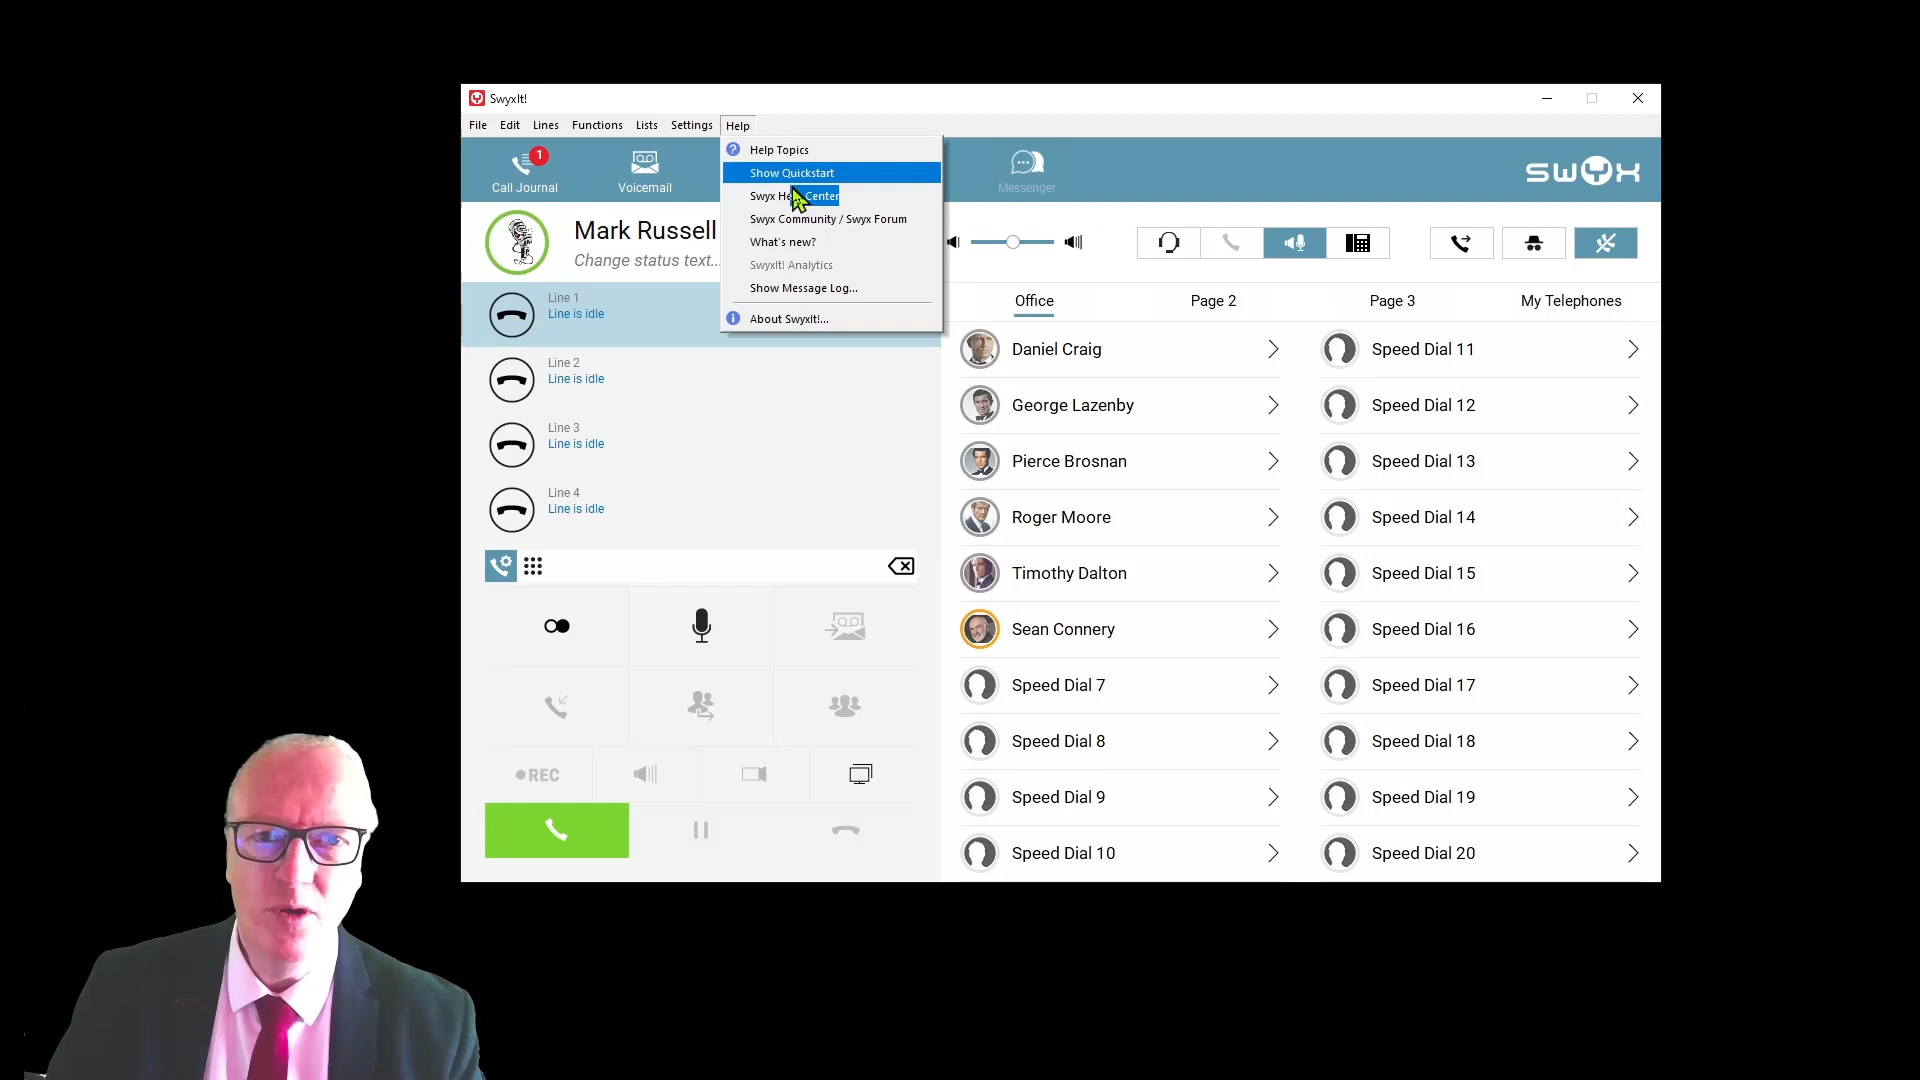 SwyxIt!
File Edit Lines Functions Lists Settings Help
Help Topics
Show Quickstart
Swyx He Center
Swyx Community / Swyx Forum
What's new?
SwyxIt! Analytics
Show Message Log...
About SwyxIt!...
1
Call Journal
Voicemail
Messenger
swyx
Mark Russell
Change status text...
Line 1
Line is idle
Line 2
Line is idle
Line 3
Line is idle
Line 4
Line is idle
REC
Office Page 2 Page 3 My Telephones
Daniel Craig
George Lazenby
Pierce Brosnan
Roger Moore
Timothy Dalton
Sean Connery
Speed Dial 7
Speed Dial 8
Speed Dial 9
Speed Dial 10
Speed Dial 11
Speed Dial 12
Speed Dial 13
Speed Dial 14
Speed Dial 15
Speed Dial 16
Speed Dial 17
Speed Dial 18
Speed Dial 19
Speed Dial 20